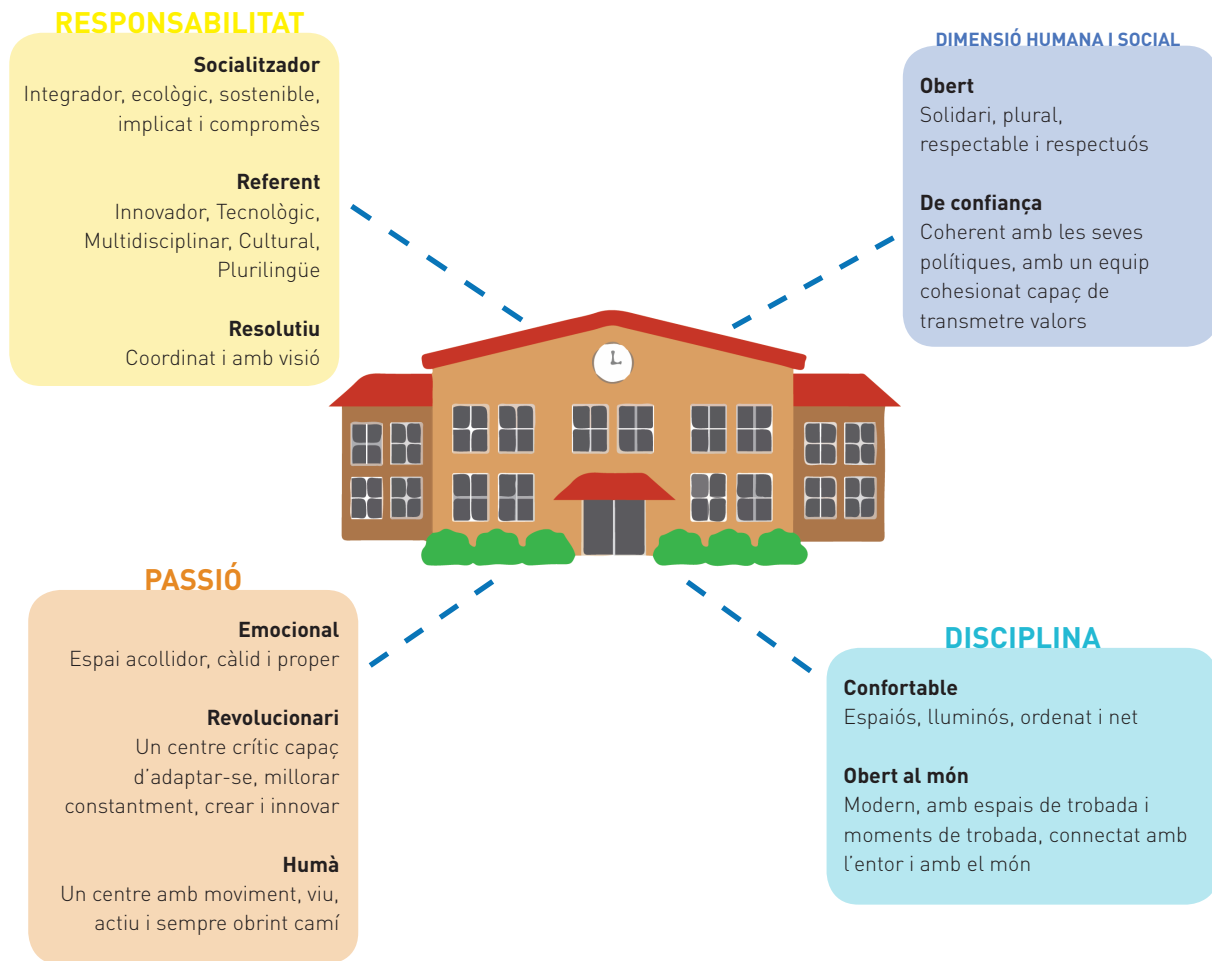 RESPONSABILITAT
Socialitzador
Integrador, ecològic, sostenible,
implicat i compromès
Referent
Innovador, Tecnològic,
Multidisciplinar, Cultural,
Plurilingüe
Resolutiu
Coordinat i amb visió
DIMENSIÓ HUMANA I SOCIAL
Obert
Solidari, plural,
respectable i respectuós
De confiança
Coherent amb les seves
polítiques, amb un equip
cohesionat capaç de
transmetre valors
PASSIÓ
Emocional
Espai acollidor, càlid i proper
Revolucionari
Un centre crític capaç
d'adaptar-se, millorar
constantment, crear i innovar
Humà
Un centre amb moviment, viu,
actiu i sempre obrint camí
DISCIPLINA
Confortable
Espaiós, lluminós, ordenat i net
Obert al món
Modern, amb espais de trobada i
moments de trobada, connectat amb
l'entor i amb el món